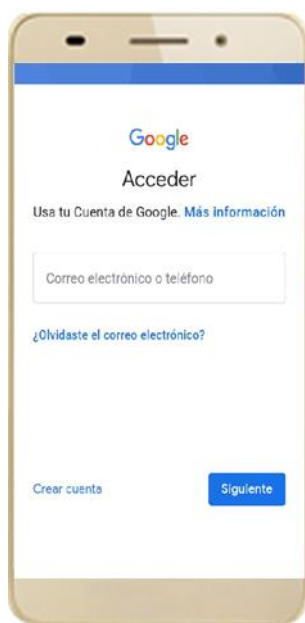 Google
Acceder
Usa tu Cuenta de Google. Más información
Correo electrónico o teléfono
¿Olvidaste el correo electrónico?
Crear cuenta
Siguiente